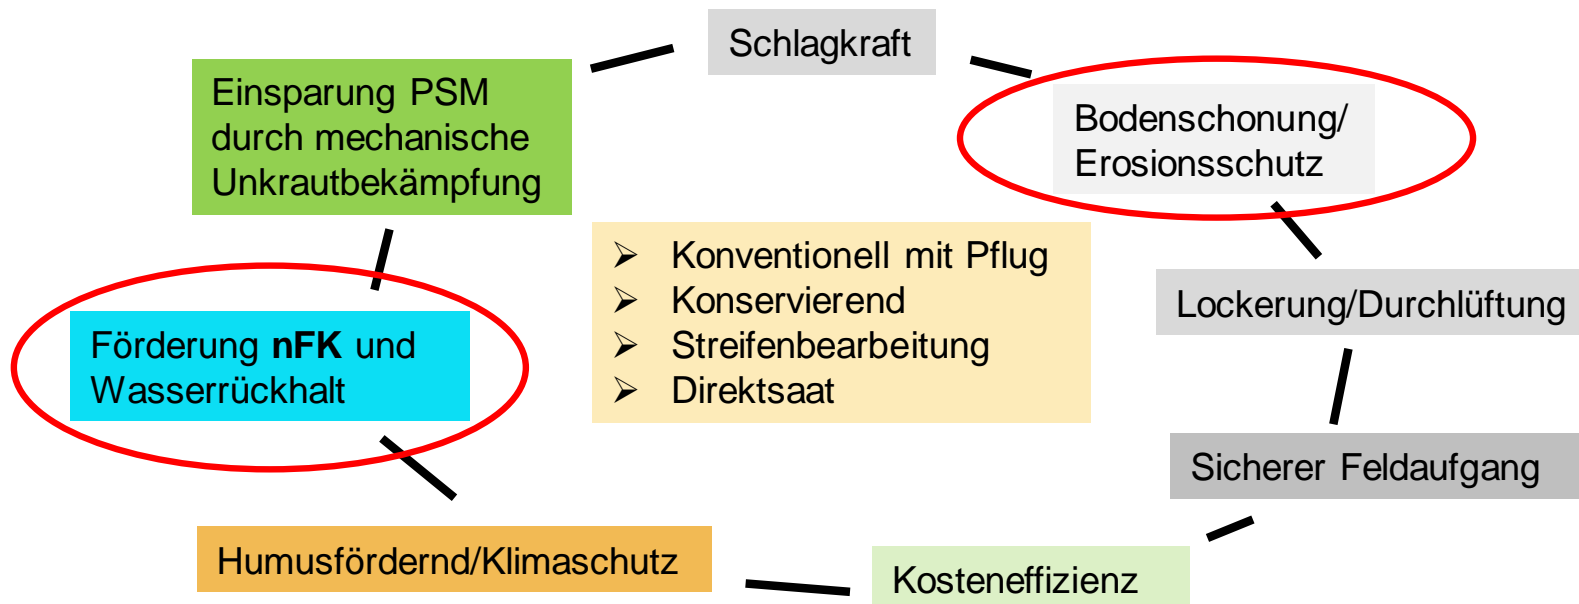 Schlagkraft
Einsparung PSM
durch mechanische
Unkrautbekämpfung
Bodenschonung/
Erosionsschutz
➢ Konventionell mit Pflug
➢ Konservierend
➢ Streifenbearbeitung
➢ Direktsaat
Lockerung/Durchlüftung
Förderung nFK und
Wasserrückhalt
Sicherer Feldaufgang
Humusfördernd/Klimaschutz
Kosteneffizienz